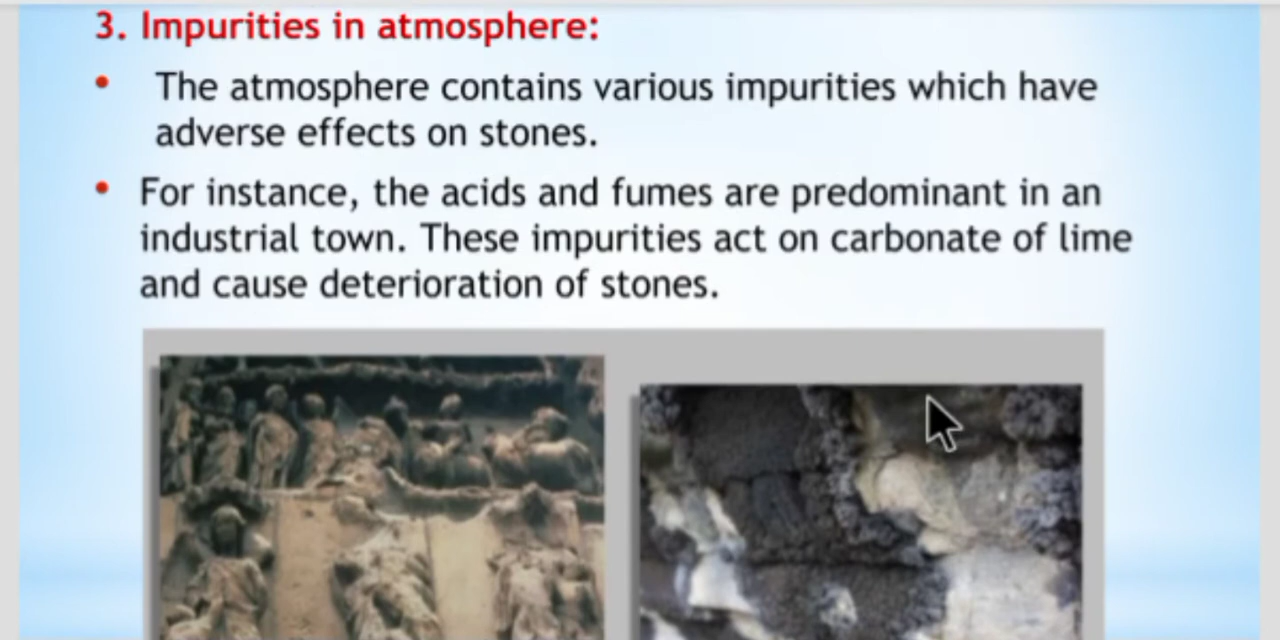 3. Impurities in atmosphere:
• The atmosphere contains various impurities which have
adverse effects on stones.
• For instance, the acids and fumes are predominant in an
industrial town. These impurities act on carbonate of lime
and cause deterioration of stones.